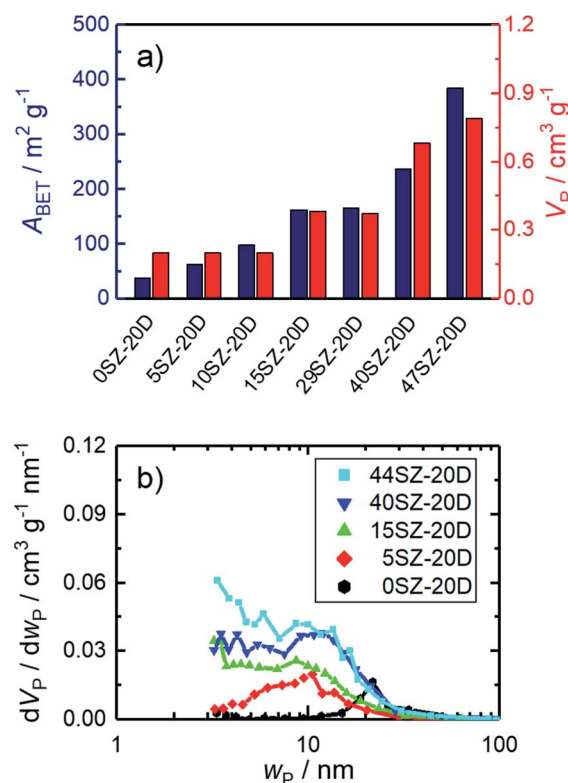 a)
500
400
300
200
100
0
A_BET / m² g⁻¹
1.2
0.9
0.6
0.3
0.0
V_P / cm³ g⁻¹
0SZ-20D
5SZ-20D
10SZ-20D
15SZ-20D
29SZ-20D
40SZ-20D
47SZ-20D
b)
0.12
0.09
0.06
0.03
0.00
dV_P / dw_P / cm³ g⁻¹ nm⁻¹
44SZ-20D
40SZ-20D
15SZ-20D
5SZ-20D
0SZ-20D
1 10 100
w_P / nm